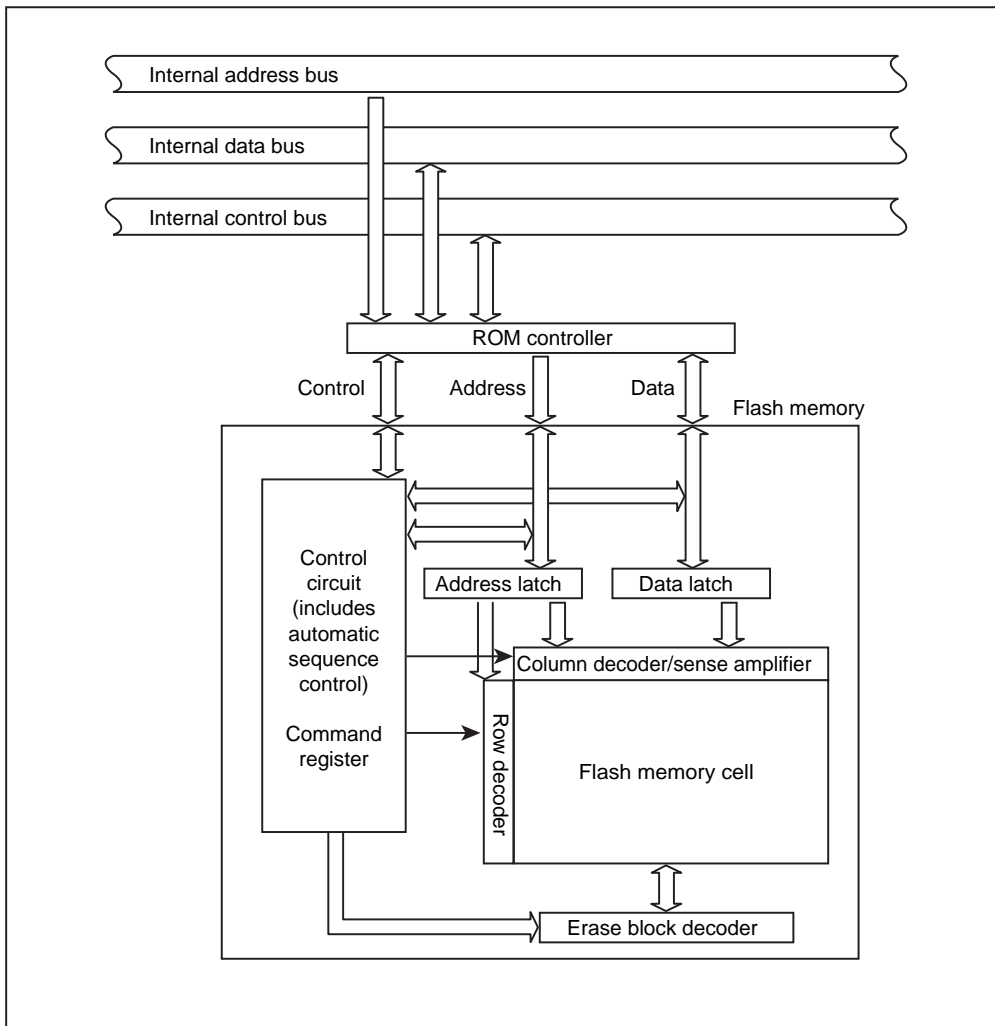 Internal address bus
Internal data bus
Internal control bus
ROM controller
Control
Address
Data
Flash memory
Control
circuit
(includes
automatic
sequence
control)
Command
register
Address latch
Data latch
Column decoder/sense amplifier
Row decoder
Flash memory cell
Erase block decoder